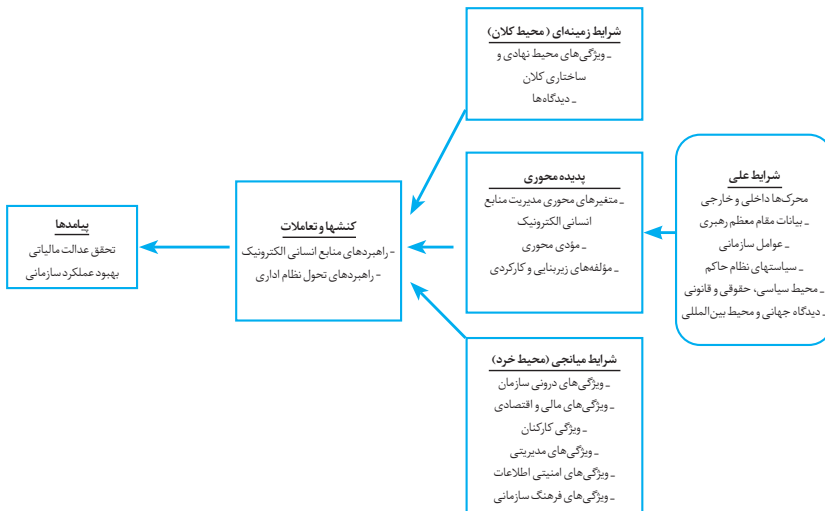 شرایط علی
محرک‌ها داخلی و خارجی
ـ بیانات مقام معظم رهبری
ـ عوامل سازمانی
ـ سیاستهای نظام حاکم
ـ محیط سیاسی، حقوقی و قانونی
ـ دیدگاه جهانی و محیط بین‌المللی
شرایط زمینه‌ای (محیط کلان)
ـ ویژگی‌های محیط نهادی و
ساختاری کلان
ـ دیدگاه‌ها
پدیده محوری
ـ متغیرهای محوری مدیریت منابع
انسانی الکترونیک
ـ مؤدی محوری
ـ مؤلفه‌های زیربنایی و کارکردی
شرایط میانجی (محیط خرد)
ـ ویژگی‌های درونی سازمان
ـ ویژگی‌های مالی و اقتصادی
ـ ویژگی کارکنان
ـ ویژگی‌های مدیریتی
ـ ویژگی‌های امنیتی اطلاعات
ـ ویژگی‌های فرهنگ سازمانی
کنشها و تعاملات
- راهبردهای منابع انسانی الکترونیک
- راهبردهای تحول نظام اداری
پیامدها
تحقق عدالت مالیاتی
بهبود عملکرد سازمانی